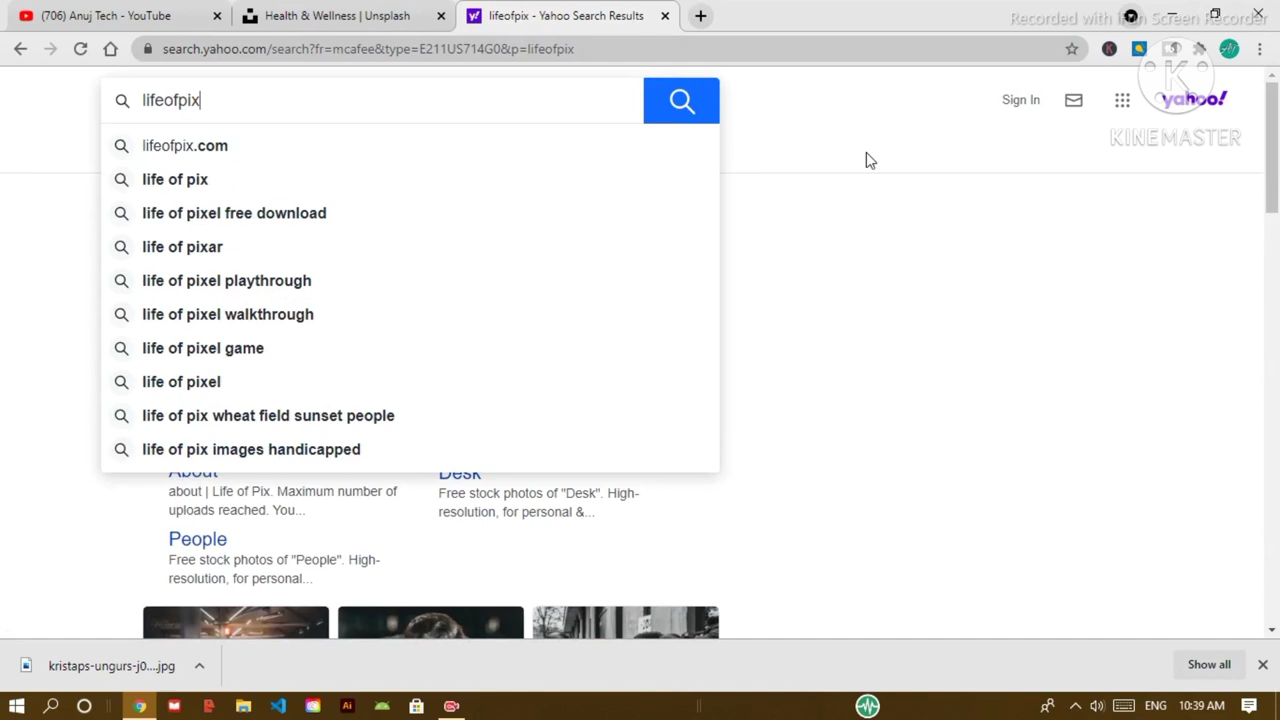 (706) Anuj Tech - YouTube
Health & Wellness | Unsplash
lifeofpix - Yahoo Search Results
Recorded with iFun Screen Recorder
search.yahoo.com/search?fr=mcafee&type=E211US714G0&p=lifeofpix
lifeofpix
Sign In
yahoo!
KINEMASTER
lifeofpix.com
life of pix
life of pixel free download
life of pixar
life of pixel playthrough
life of pixel walkthrough
life of pixel game
life of pixel
life of pix wheat field sunset people
life of pix images handicapped
About
Desk
about | Life of Pix. Maximum number of
uploads reached. You...
Free stock photos of "Desk". High-
resolution, for personal &...
People
Free stock photos of "People". High-
resolution, for personal...
kristaps-ungurs-j0....jpg
Show all
Ai
ENG
10:39 AM